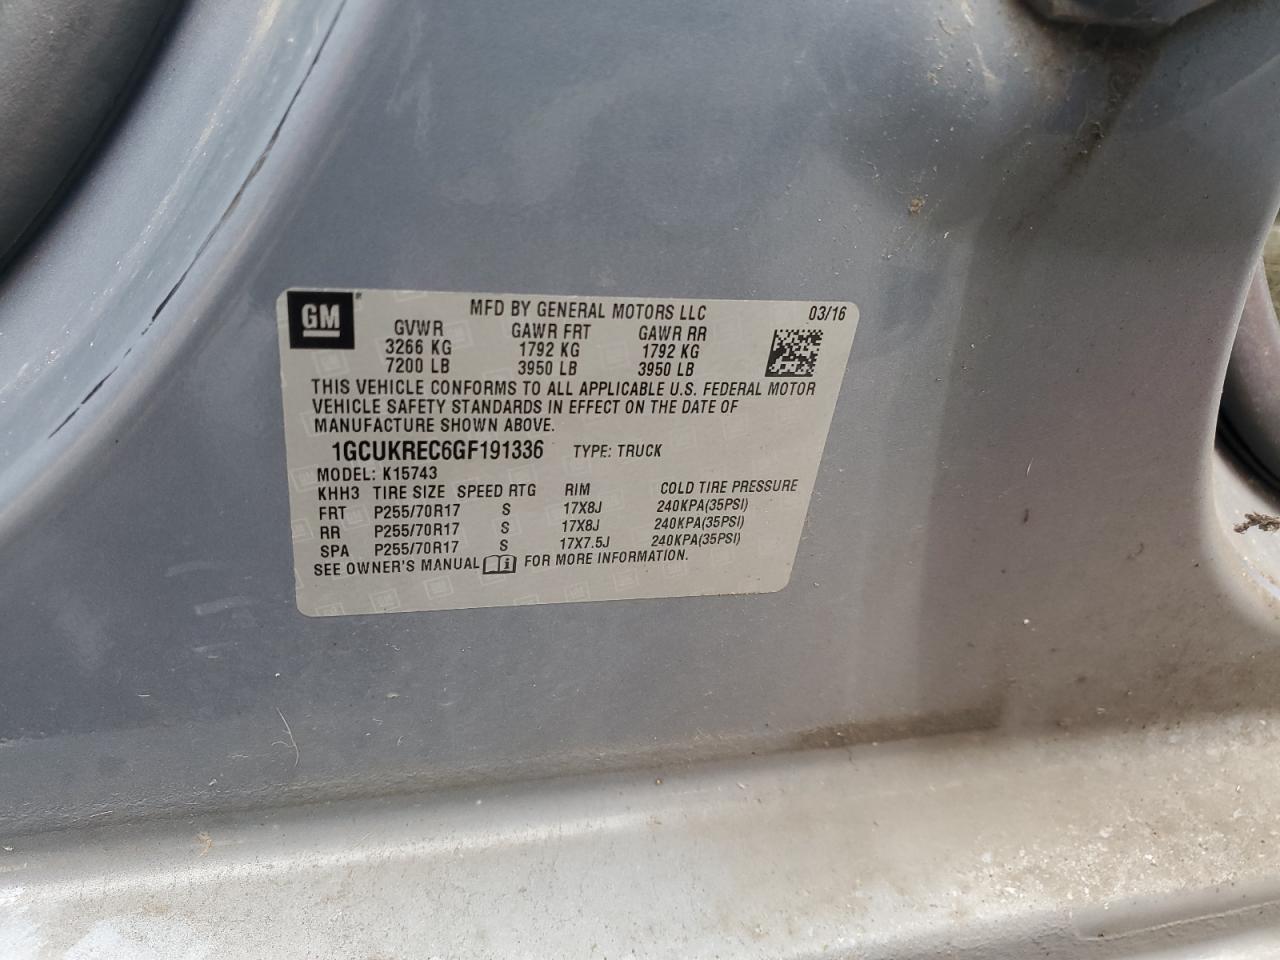 GM ® MFD BY GENERAL MOTORS LLC 03/16
GVWR GAWR FRT GAWR RR
3266 KG 1792 KG 1792 KG
7200 LB 3950 LB 3950 LB
THIS VEHICLE CONFORMS TO ALL APPLICABLE U.S. FEDERAL MOTOR
VEHICLE SAFETY STANDARDS IN EFFECT ON THE DATE OF
MANUFACTURE SHOWN ABOVE.
1GCUKREC6GF191336 TYPE: TRUCK
MODEL: K15743
KHH3 TIRE SIZE SPEED RTG RIM COLD TIRE PRESSURE
FRT P255/70R17 S 17X8J 240KPA(35PSI)
RR P255/70R17 S 17X8J 240KPA(35PSI)
SPA P255/70R17 S 17X7.5J 240KPA(35PSI)
SEE OWNER'S MANUAL i FOR MORE INFORMATION.